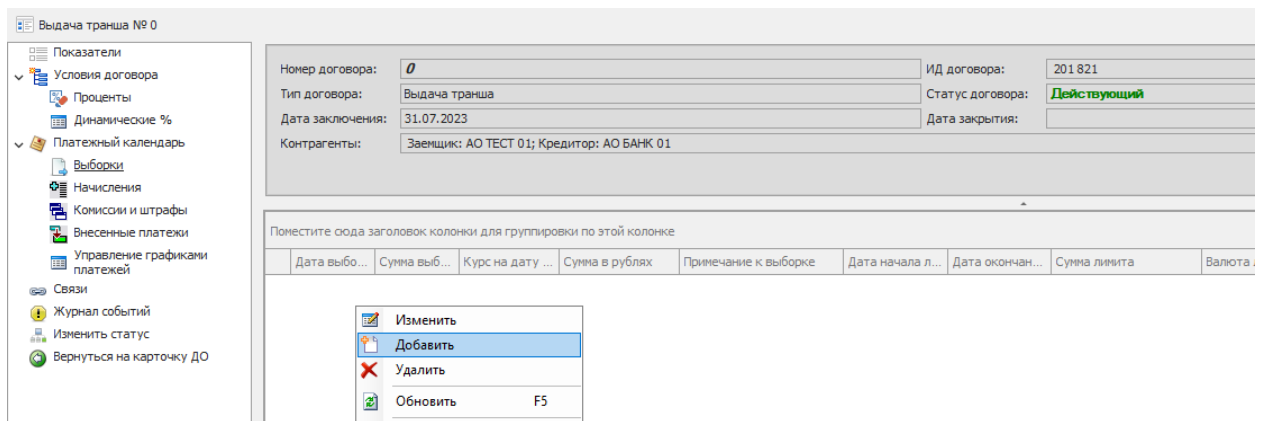 Выдача транша № 0
Показатели
Условия договора
Проценты
Динамические %
Платежный календарь
Выборки
Начисления
Комиссии и штрафы
Внесенные платежи
Управление графиками
платежей
Связи
Журнал событий
Изменить статус
Вернуться на карточку ДО
Номер договора: 0 ИД договора: 201 821
Тип договора: Выдача транша Статус договора: Действующий
Дата заключения: 31.07.2023 Дата закрытия:
Контрагенты: Заемщик: АО ТЕСТ 01; Кредитор: АО БАНК 01
Поместите сюда заголовок колонки для группировки по этой колонке
Дата выбо... Сумма выб... Курс на дату ... Сумма в рублях Примечание к выборке Дата начала л... Дата окончан... Сумма лимита Валюта
Изменить
Добавить
Удалить
Обновить F5